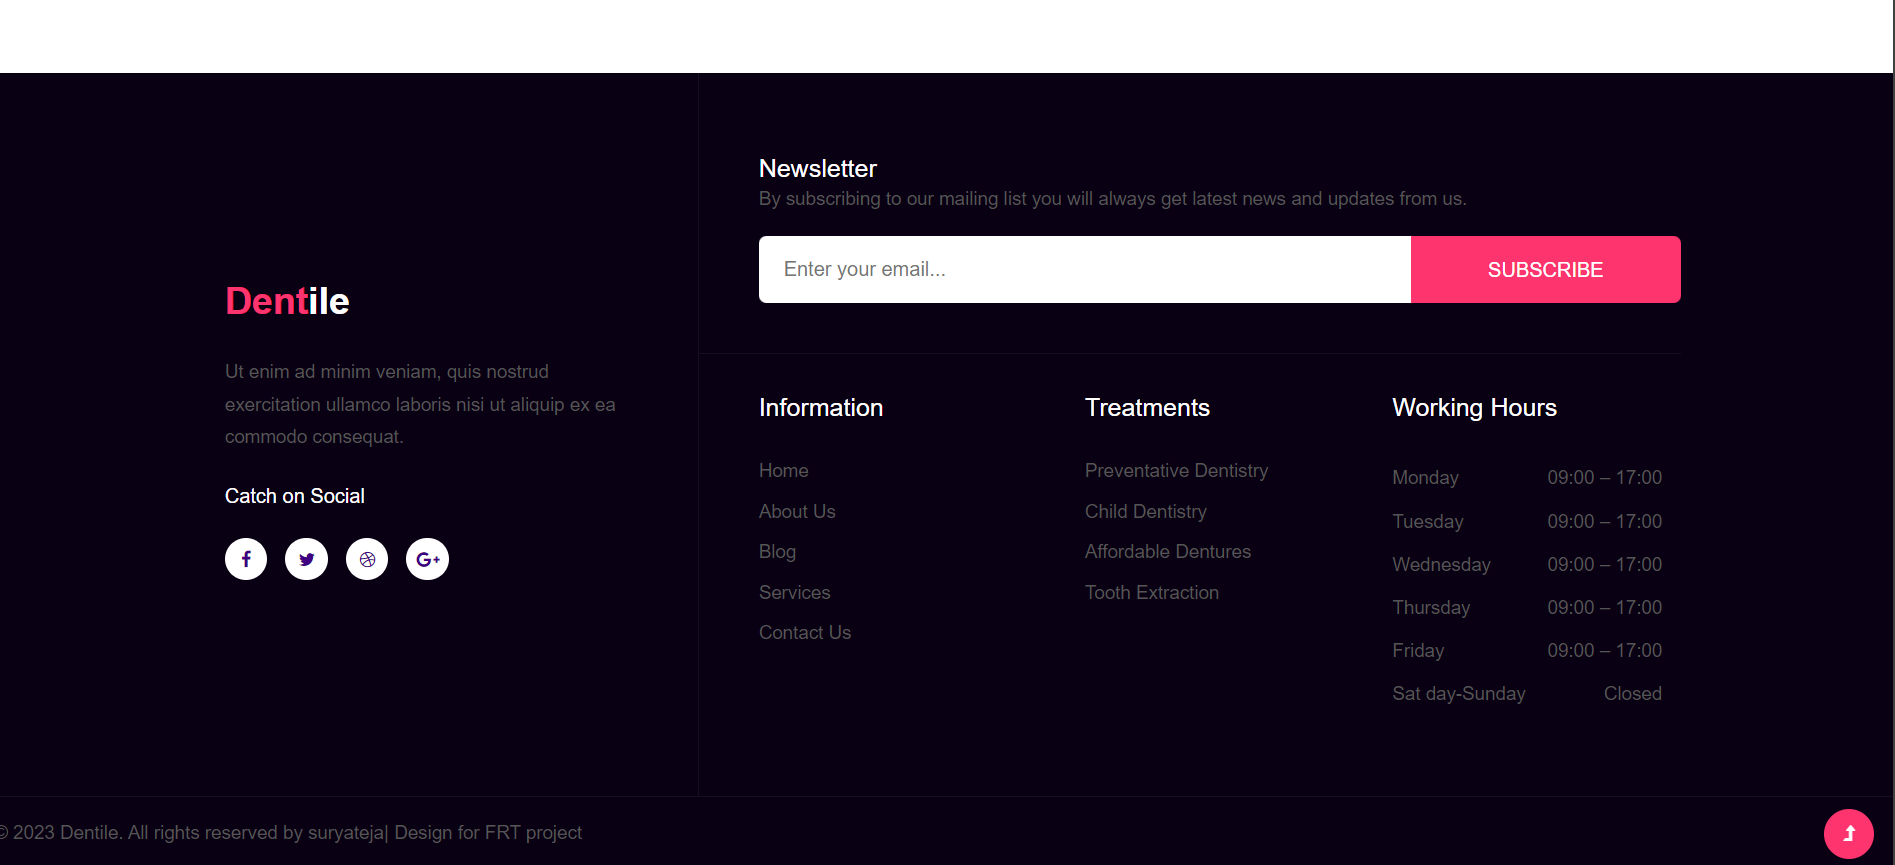 Dentile
Ut enim ad minim veniam, quis nostrud
exercitation ullamco laboris nisi ut aliquip ex ea
commodo consequat.
Catch on Social
Newsletter
By subscribing to our mailing list you will always get latest news and updates from us.
Enter your email...
SUBSCRIBE
Information
Home
About Us
Blog
Services
Contact Us
Treatments
Preventative Dentistry
Child Dentistry
Affordable Dentures
Tooth Extraction
Working Hours
Monday 09:00 – 17:00
Tuesday 09:00 – 17:00
Wednesday 09:00 – 17:00
Thursday 09:00 – 17:00
Friday 09:00 – 17:00
Sat day-Sunday Closed
© 2023 Dentile. All rights reserved by suryateja| Design for FRT project